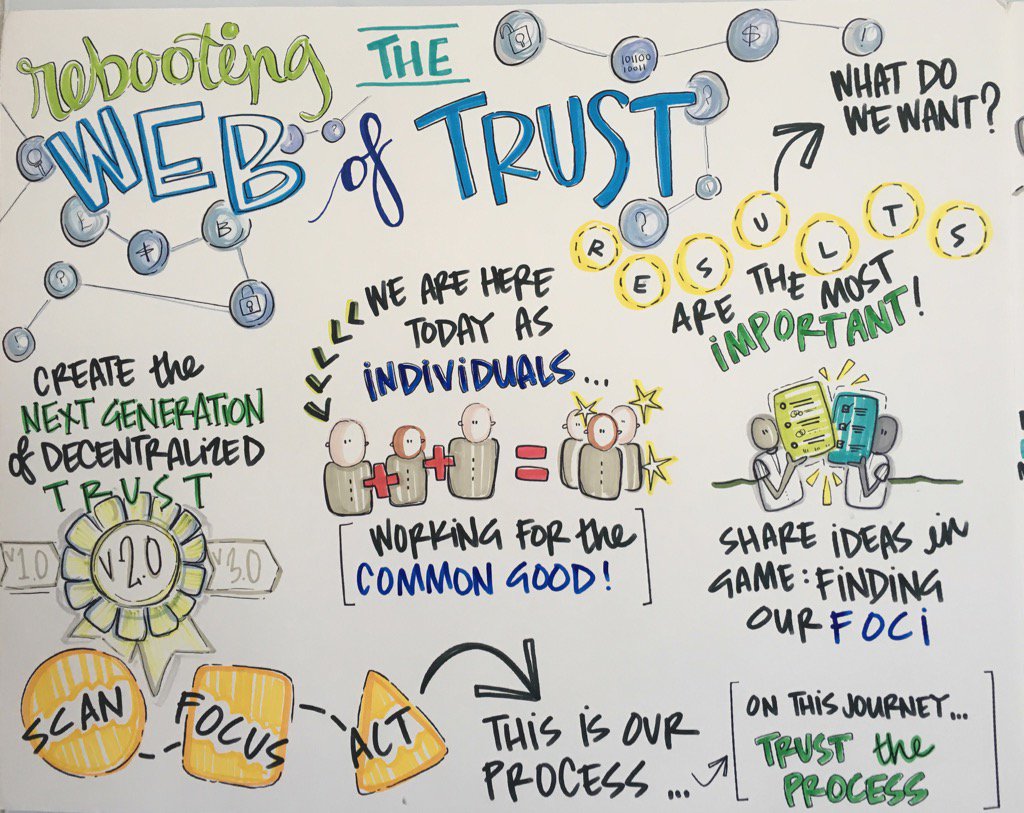 rebooting THE
WEB of TRUST
01100
10011
$
!
?
£
$
B
?
?
D
!
WHAT DO
WE WANT?
RESULTS
ARE THE MOST
iMPORTANT!
WE ARE HERE
TODAY AS
iNDiViDUALS...
CREATE the
NEXT GENERATION
of DECENTRALiZED
TRUST
V1.0 V2.0 V3.0
WORKiNG FOR the
COMMON GOOD!
SHARE iDEAS in
GAME: FiNDiNG
OUR FOCi
SCAN FOCUS ACT
THiS iS OUR
PROCESS ...
ON THiS JOURNEY...
TRUST the
PROCESS